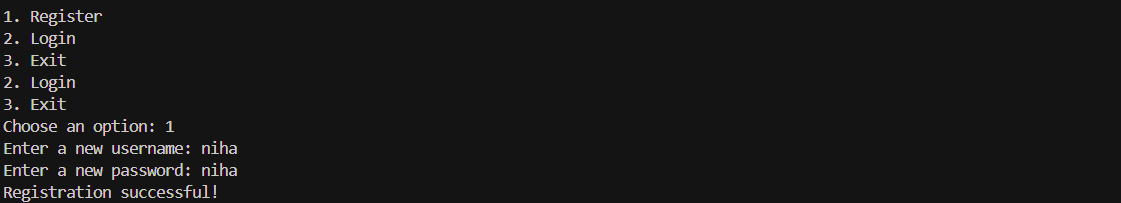 1. Register
2. Login
3. Exit
2. Login
3. Exit
Choose an option: 1
Enter a new username: niha
Enter a new password: niha
Registration successful!